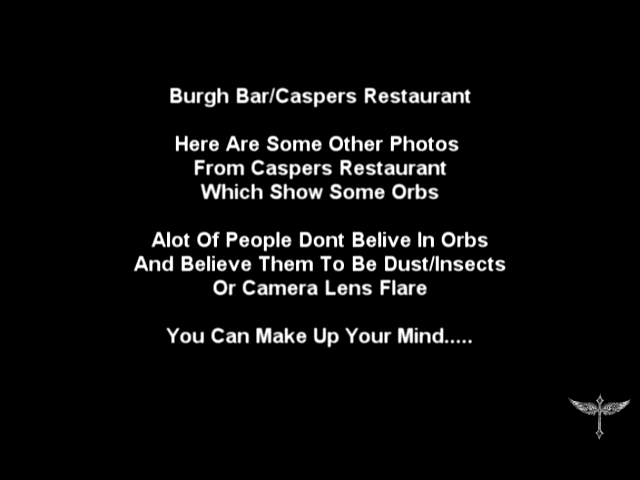 Burgh Bar/Caspers Restaurant
Here Are Some Other Photos
From Caspers Restaurant
Which Show Some Orbs
Alot Of People Dont Belive In Orbs
And Believe Them To Be Dust/Insects
Or Camera Lens Flare
You Can Make Up Your Mind.....